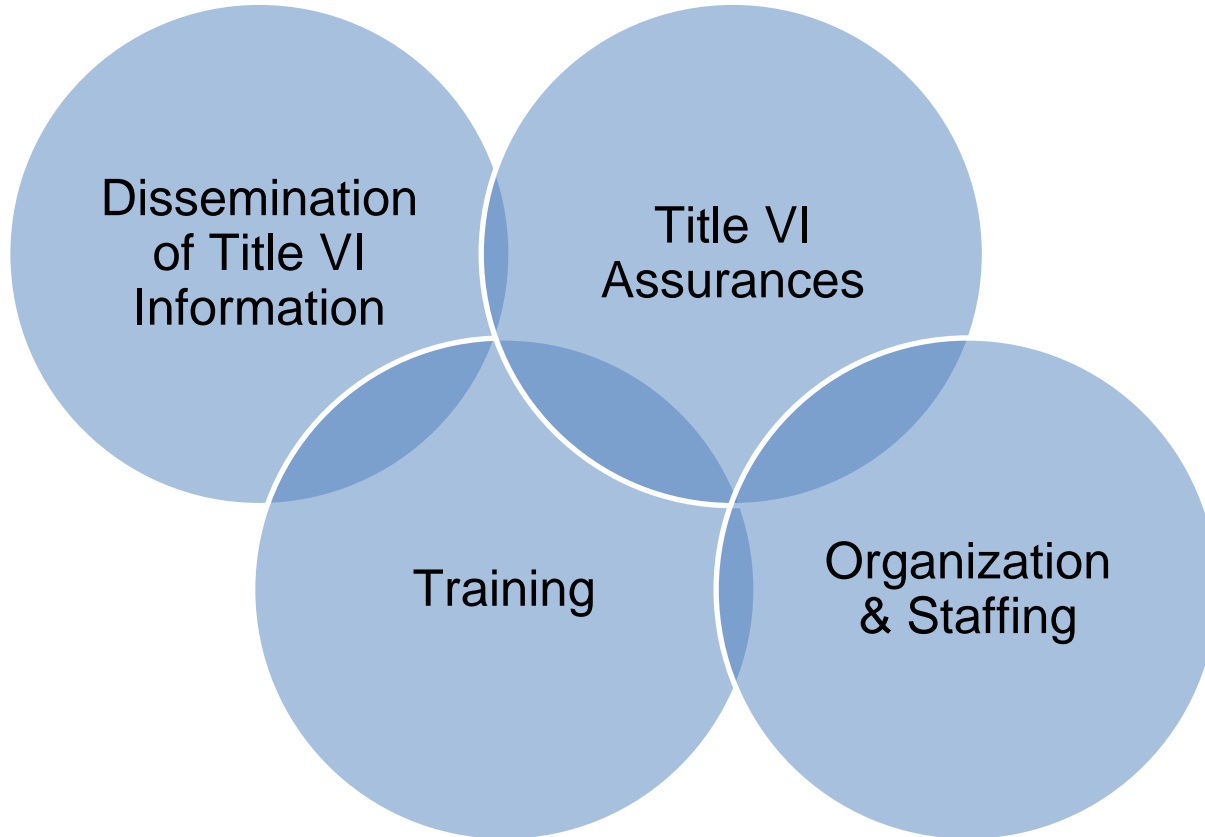 Dissemination
of Title VI
Information
Title VI
Assurances
Training
Organization
& Staffing